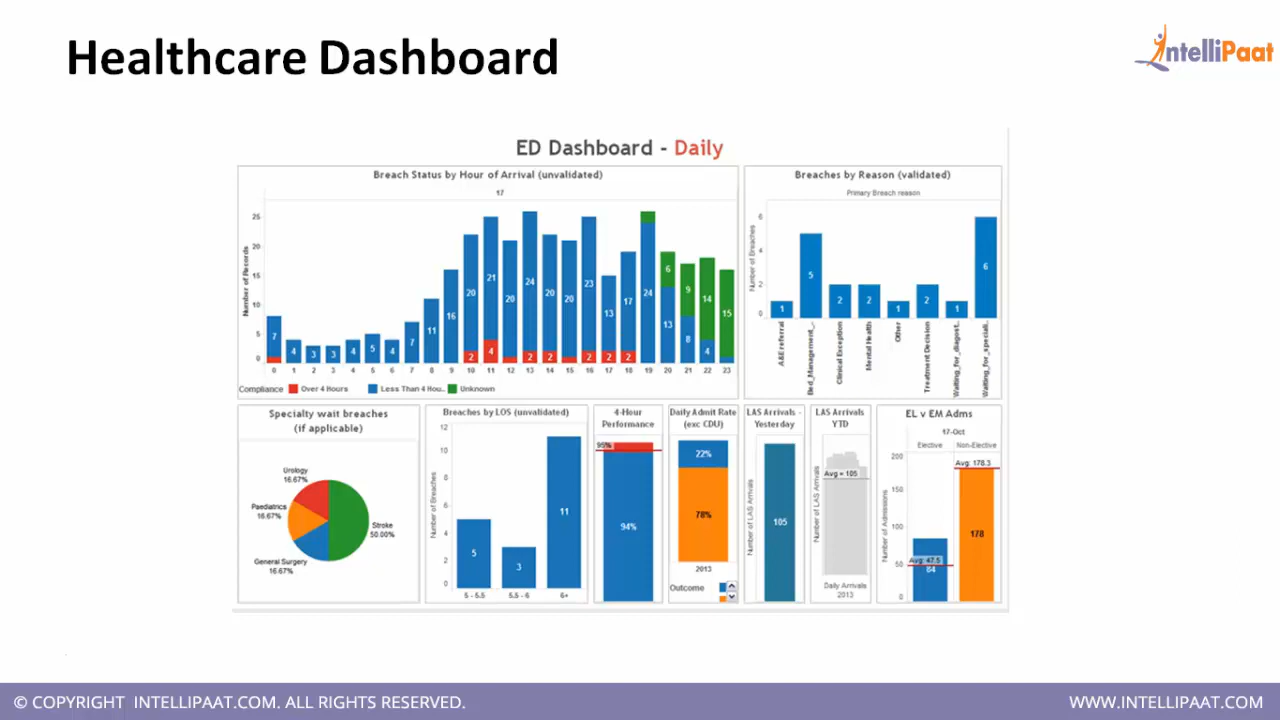 Healthcare Dashboard
IntelliPaat
ED Dashboard - Daily
Breach Status by Hour of Arrival (unvalidated)
17
Number of Records
25
20
15
10
5
0
7 4 3 3 4 5 4 7 11 16 20 21 20 24 20 20 23 13 17 24 13 8 4
6 9 14 15
2 4 2 2 2 2 2
0 1 2 3 4 5 6 7 8 9 10 11 12 13 14 15 16 17 18 19 20 21 22 23
Compliance Over 4 Hours Less Than 4 Hou.. Unknown
Breaches by Reason (validated)
Primary Breach reason
Number of Breaches
6
4
2
0
1 5 2 2 1 2 1 6
A&E referral
Bed_Management_..
Clinical Exception
Mental Health
Other
Treatment Decision
Waiting_for_diagnost..
Waiting_for_speciali..
Specialty wait breaches
(if applicable)
Urology
16.67%
Paediatrics
16.67%
Stroke
50.00%
General Surgery
16.67%
Breaches by LOS (unvalidated)
Number of Breaches
12
10
8
6
4
2
0
5 3 11
5 - 5.5 5.5 - 6 6+
4-Hour
Performance
95%
94%
Daily Admit Rate
(exc CDU)
22%
78%
2013
Outcome
LAS Arrivals -
Yesterday
Number of LAS Arrivals
105
LAS Arrivals
YTD
Number of LAS Arrivals
Avg = 105
Daily Arrivals
2013
EL v EM Adms
17-Oct
Elective Non-Elective
Number of Admissions
200
150
100
50
0
Avg: 178.3
178
Avg: 47.5
84
© COPYRIGHT INTELLIPAAT.COM. ALL RIGHTS RESERVED.
WWW.INTELLIPAAT.COM